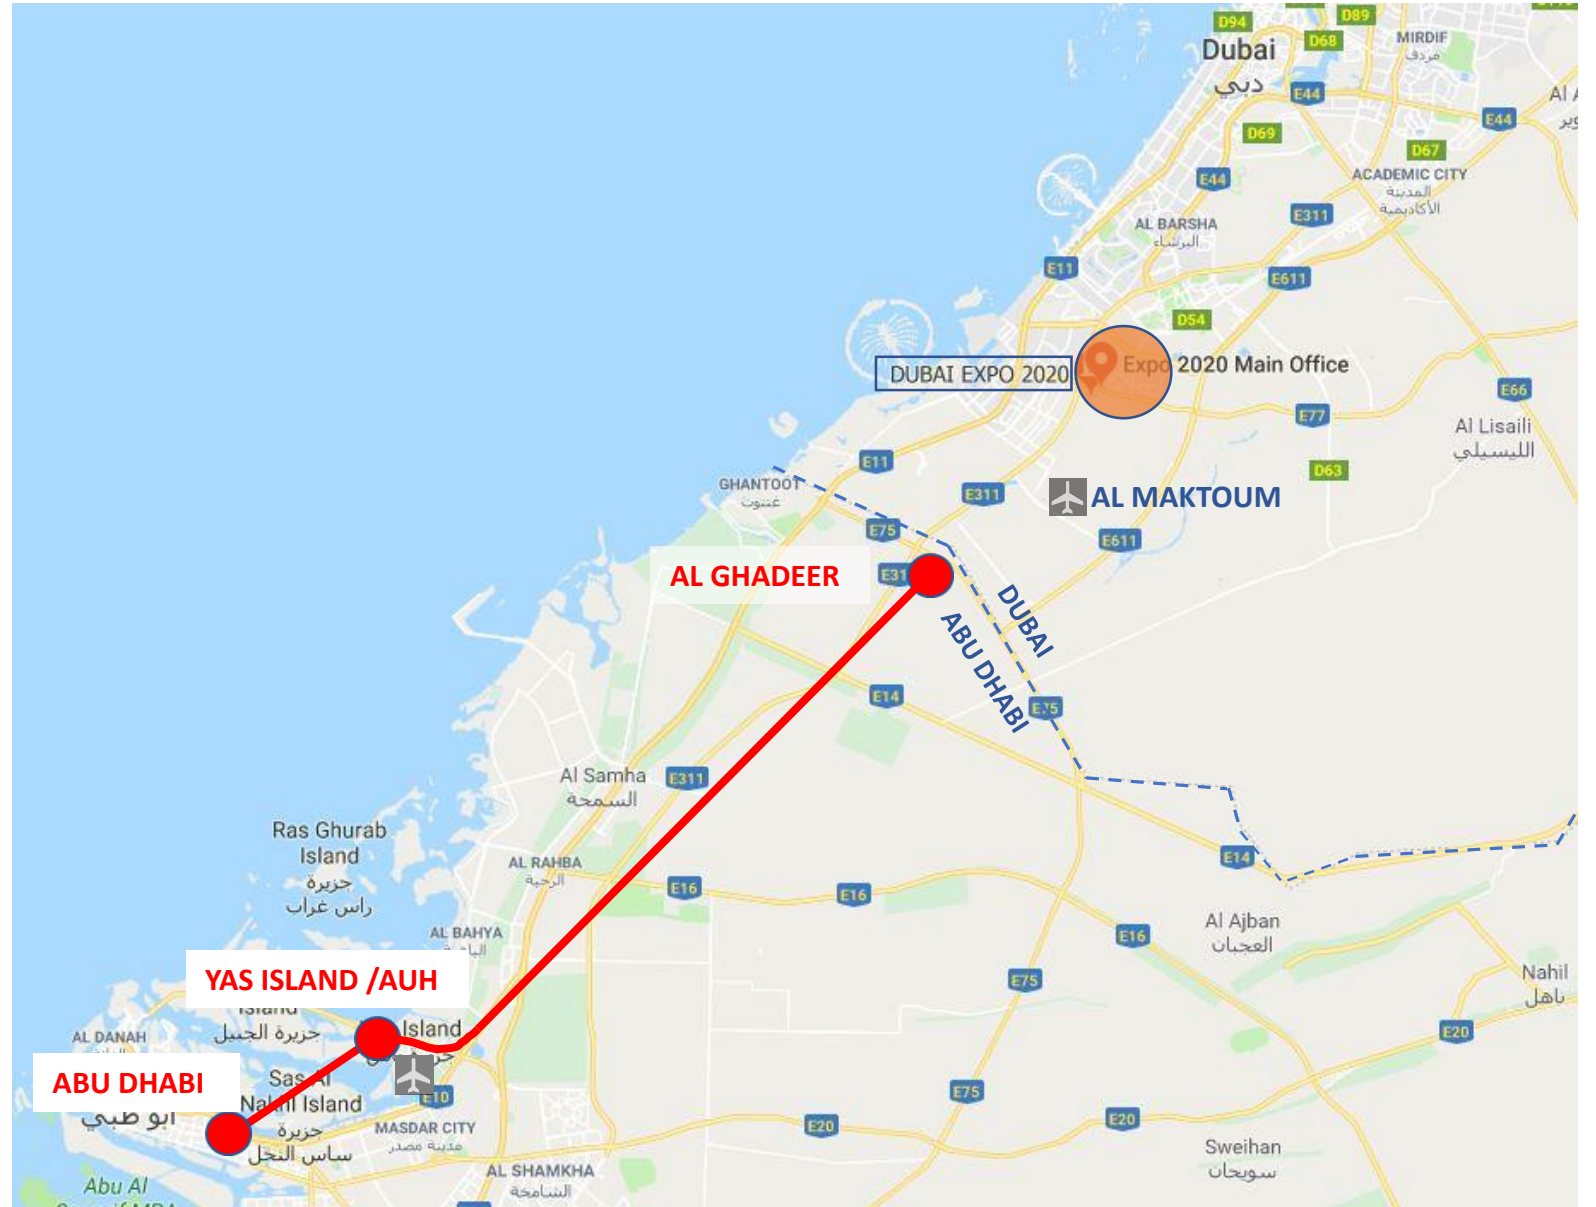 D94
D89
D68
MIRDIF
مردف
Dubai
دبي
E44
E44
D69
D67
E44
ACADEMIC CITY
المدينة
الأكاديمية
E311
AL BARSHA
البرشاء
E11
E611
D54
DUBAI EXPO 2020
Expo 2020 Main Office
E66
E77
Al Lisaili
الليسيلي
E11
D63
GHANTOOT
غنتوت
E311
AL MAKTOUM
E75
E611
AL GHADEER
DUBAI
ABU DHABI
E14
E75
Al Samha
السمحة
E311
Ras Ghurab
Island
جزيرة
راس غراب
AL RAHBA
الرحبة
E14
E16
E16
E16
Al Ajban
العجبان
AL BAHYA
YAS ISLAND /AUH
E75
Nahil
ناهل
Island
جزيرة الجبيل
Island
AL DANAH
E20
ABU DHABI
Sas Al
Nakhl Island
جزيرة
ساس النخل
أبو ظبي
E10
MASDAR CITY
مدينة مصدر
E75
E20
E20
Sweihan
سويحان
AL SHAMKHA
الشامخة
Abu Al